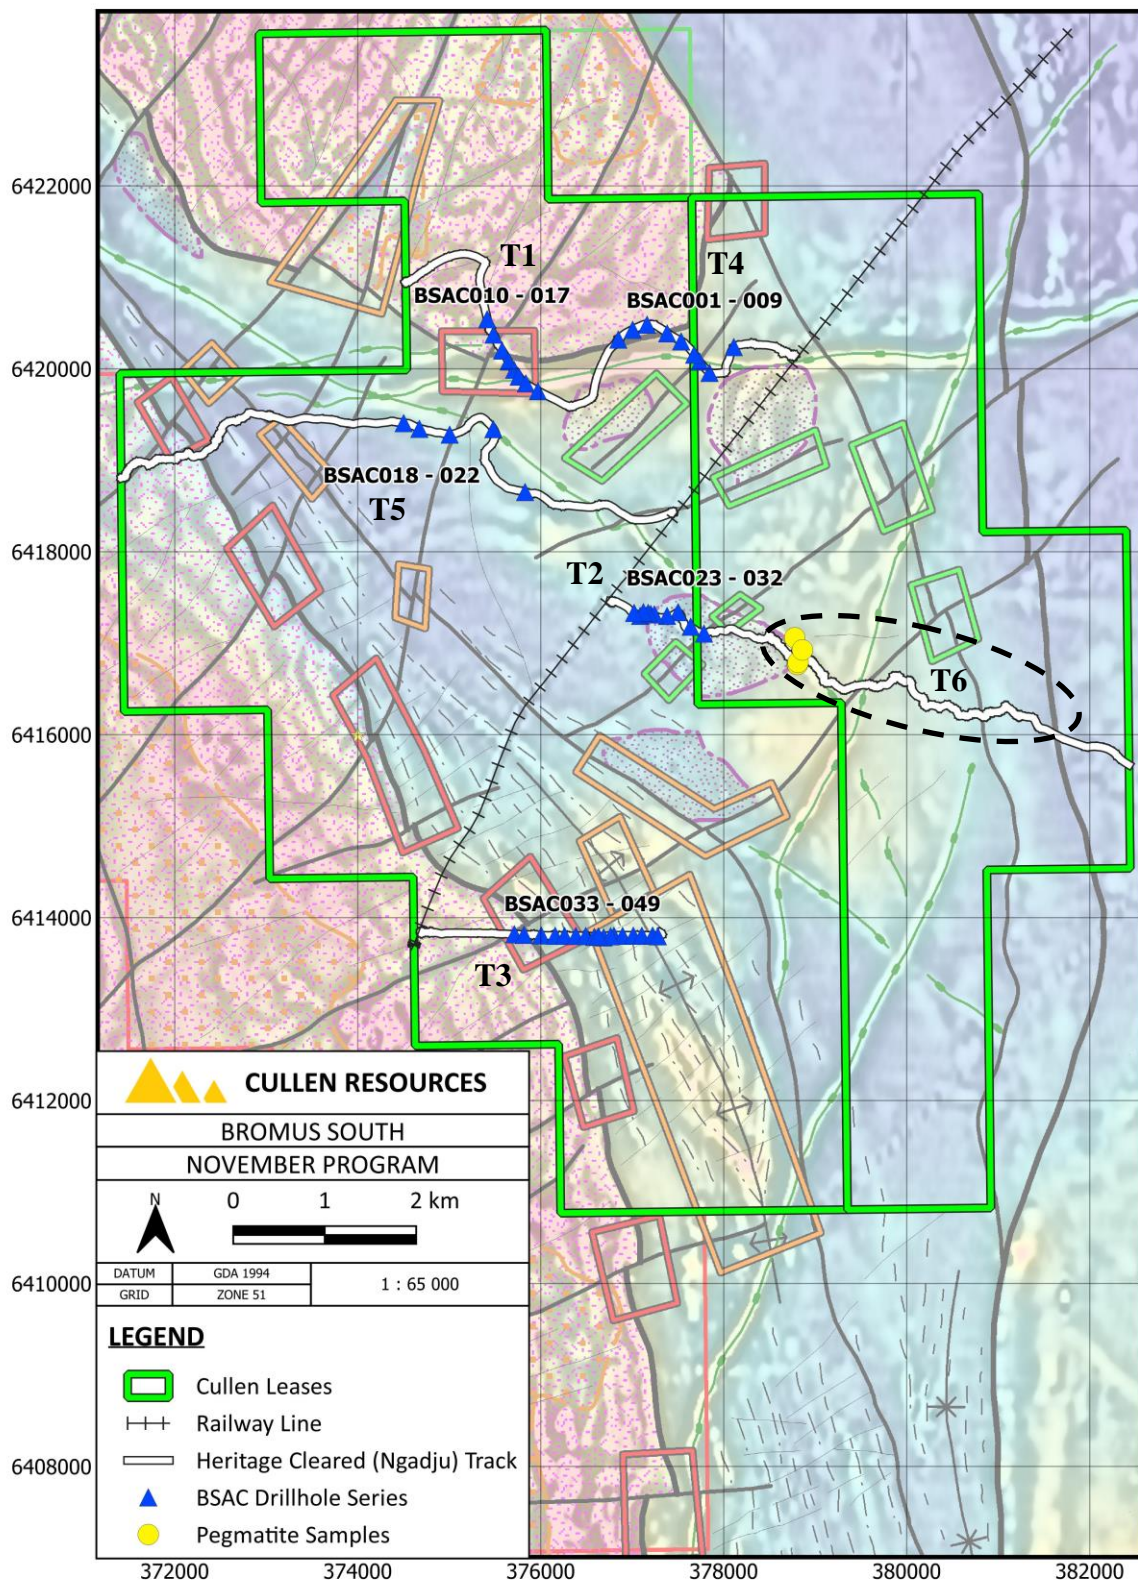 6422000
T1
T4
BSAC010 - 017
BSAC001 - 009
6420000
BSAC018 - 022
T5
6418000
T2
BSAC023 - 032
T6
6416000
BSAC033 - 049
6414000
T3
CULLEN RESOURCES
6412000
BROMUS SOUTH
NOVEMBER PROGRAM
N
0 1 2 km
DATUM GDA 1994
GRID ZONE 51
1 : 65 000
6410000
LEGEND
Cullen Leases
Railway Line
Heritage Cleared (Ngadju) Track
6408000
BSAC Drillhole Series
Pegmatite Samples
372000 374000 376000 378000 380000 382000